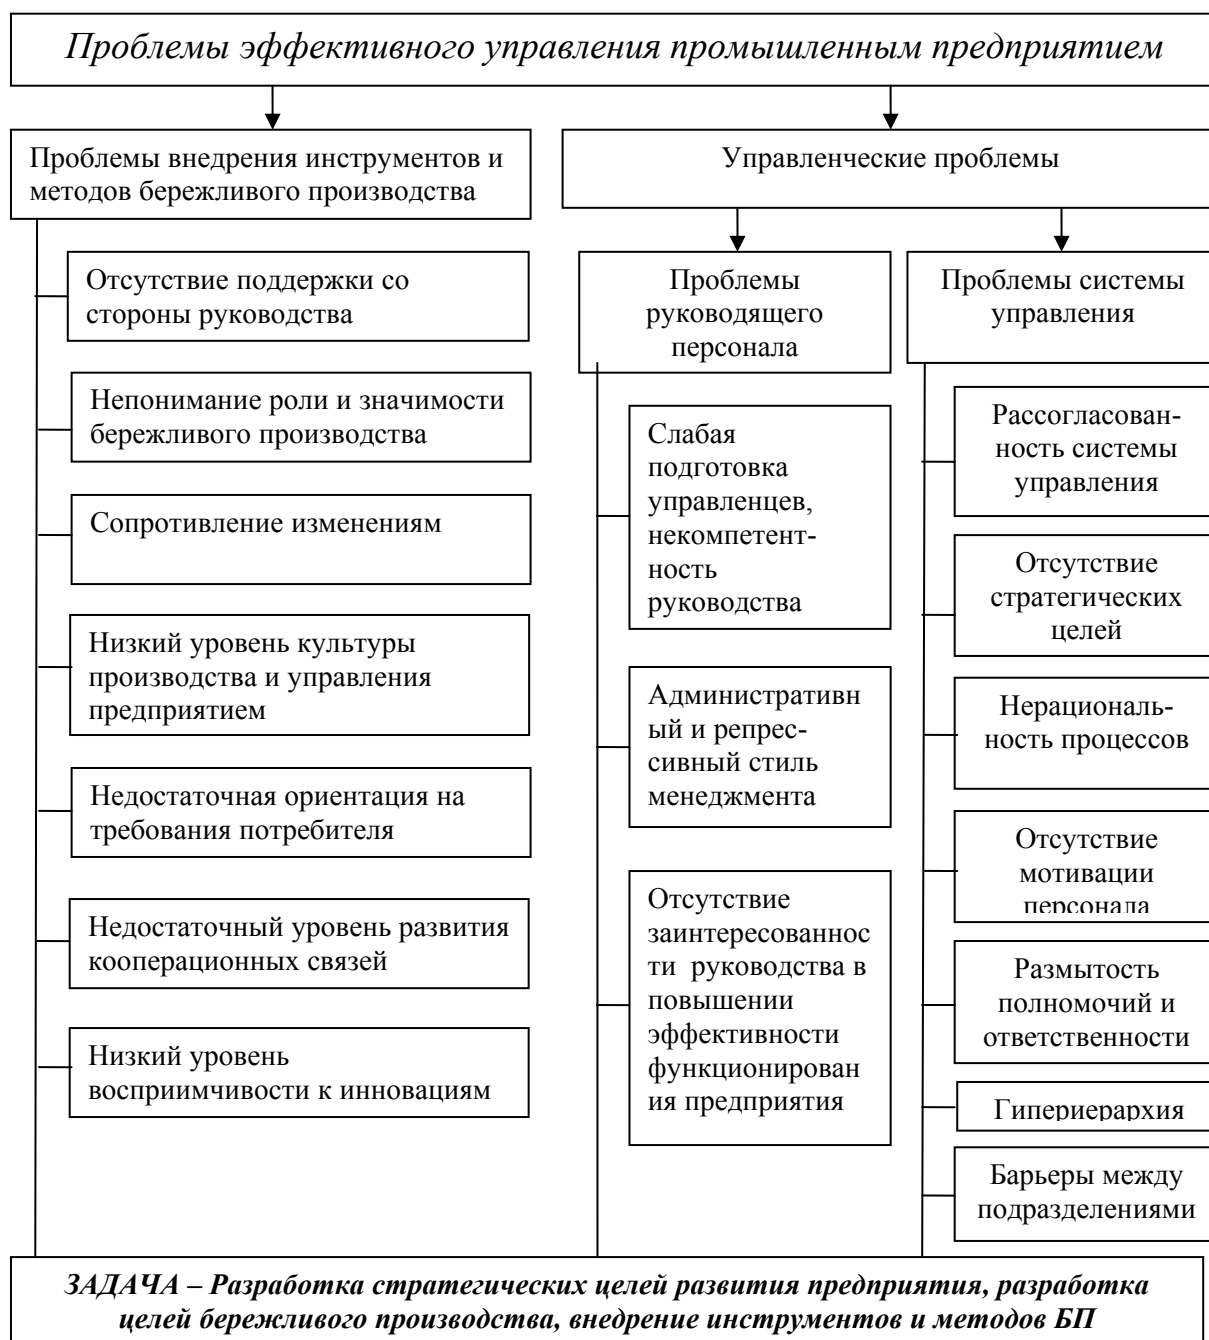 Проблемы эффективного управления промышленным предприятием
Проблемы внедрения инструментов и
методов бережливого производства
Отсутствие поддержки со
стороны руководства
Непонимание роли и значимости
бережливого производства
Сопротивление изменениям
Низкий уровень культуры
производства и управления
предприятием
Недостаточная ориентация на
требования потребителя
Недостаточный уровень развития
кооперационных связей
Низкий уровень
восприимчивости к инновациям
Управленческие проблемы
Проблемы
руководящего
персонала
Слабая
подготовка
управленцев,
некомпетент-
ность
руководства
Административн
ый и репрес-
сивный стиль
менеджмента
Отсутствие
заинтересованнос
ти руководства в
повышении
эффективности
функционирован
ия предприятия
Проблемы системы
управления
Рассогласован-
ность системы
управления
Отсутствие
стратегических
целей
Нерациональ-
ность процессов
Отсутствие
мотивации
персонала
Размытость
полномочий и
ответственности
Гипериерархия
Барьеры между
подразделениями
ЗАДАЧА – Разработка стратегических целей развития предприятия, разработка
целей бережливого производства, внедрение инструментов и методов БП